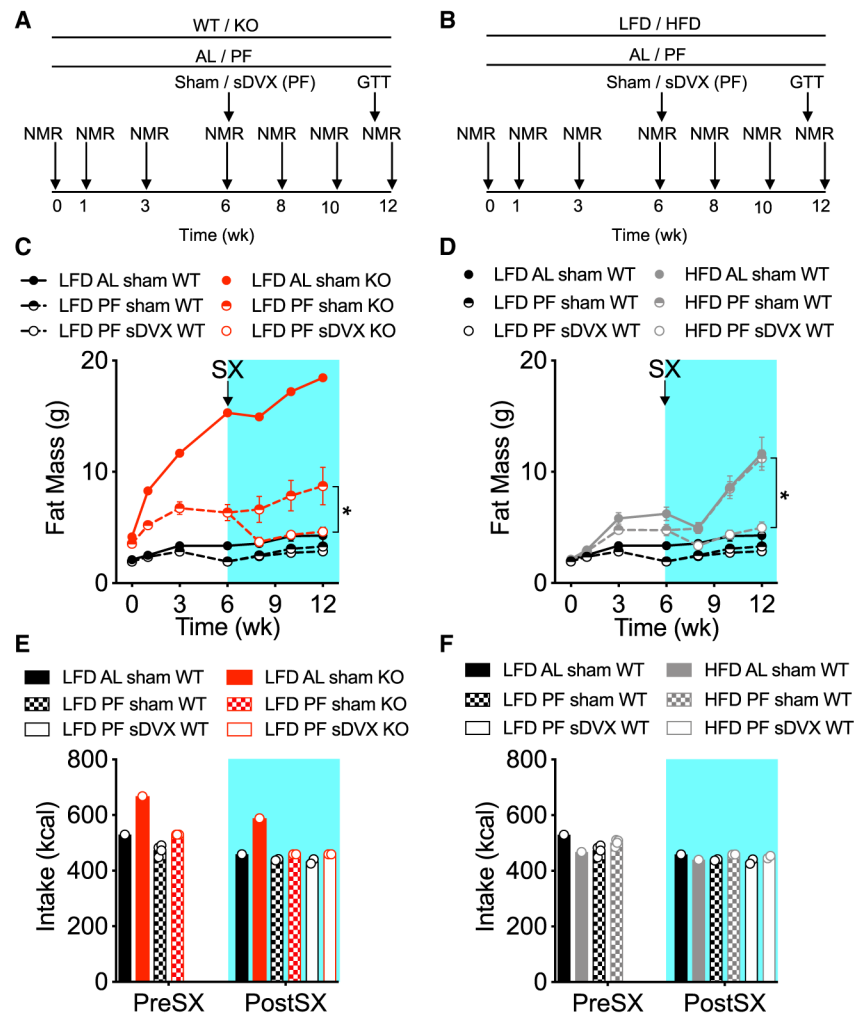 A
WT / KO
AL / PF
Sham / sDVX (PF) GTT
NMR NMR NMR NMR NMR NMR NMR
0 1 3 6 8 10 12
Time (wk)
B
LFD / HFD
AL / PF
Sham / sDVX (PF) GTT
NMR NMR NMR NMR NMR NMR NMR
0 1 3 6 8 10 12
Time (wk)
C
LFD AL sham WT LFD AL sham KO
LFD PF sham WT LFD PF sham KO
LFD PF sDVX WT LFD PF sDVX KO
20
SX
10
0
Fat Mass (g)
*
0 3 6 9 12
Time (wk)
D
LFD AL sham WT HFD AL sham WT
LFD PF sham WT HFD PF sham WT
LFD PF sDVX WT HFD PF sDVX WT
20
SX
10
0
Fat Mass (g)
*
0 3 6 9 12
Time (wk)
E
LFD AL sham WT LFD AL sham KO
LFD PF sham WT LFD PF sham KO
LFD PF sDVX WT LFD PF sDVX KO
800
600
400
200
0
Intake (kcal)
PreSX PostSX
F
LFD AL sham WT HFD AL sham WT
LFD PF sham WT HFD PF sham WT
LFD PF sDVX WT HFD PF sDVX WT
800
600
400
200
0
Intake (kcal)
PreSX PostSX